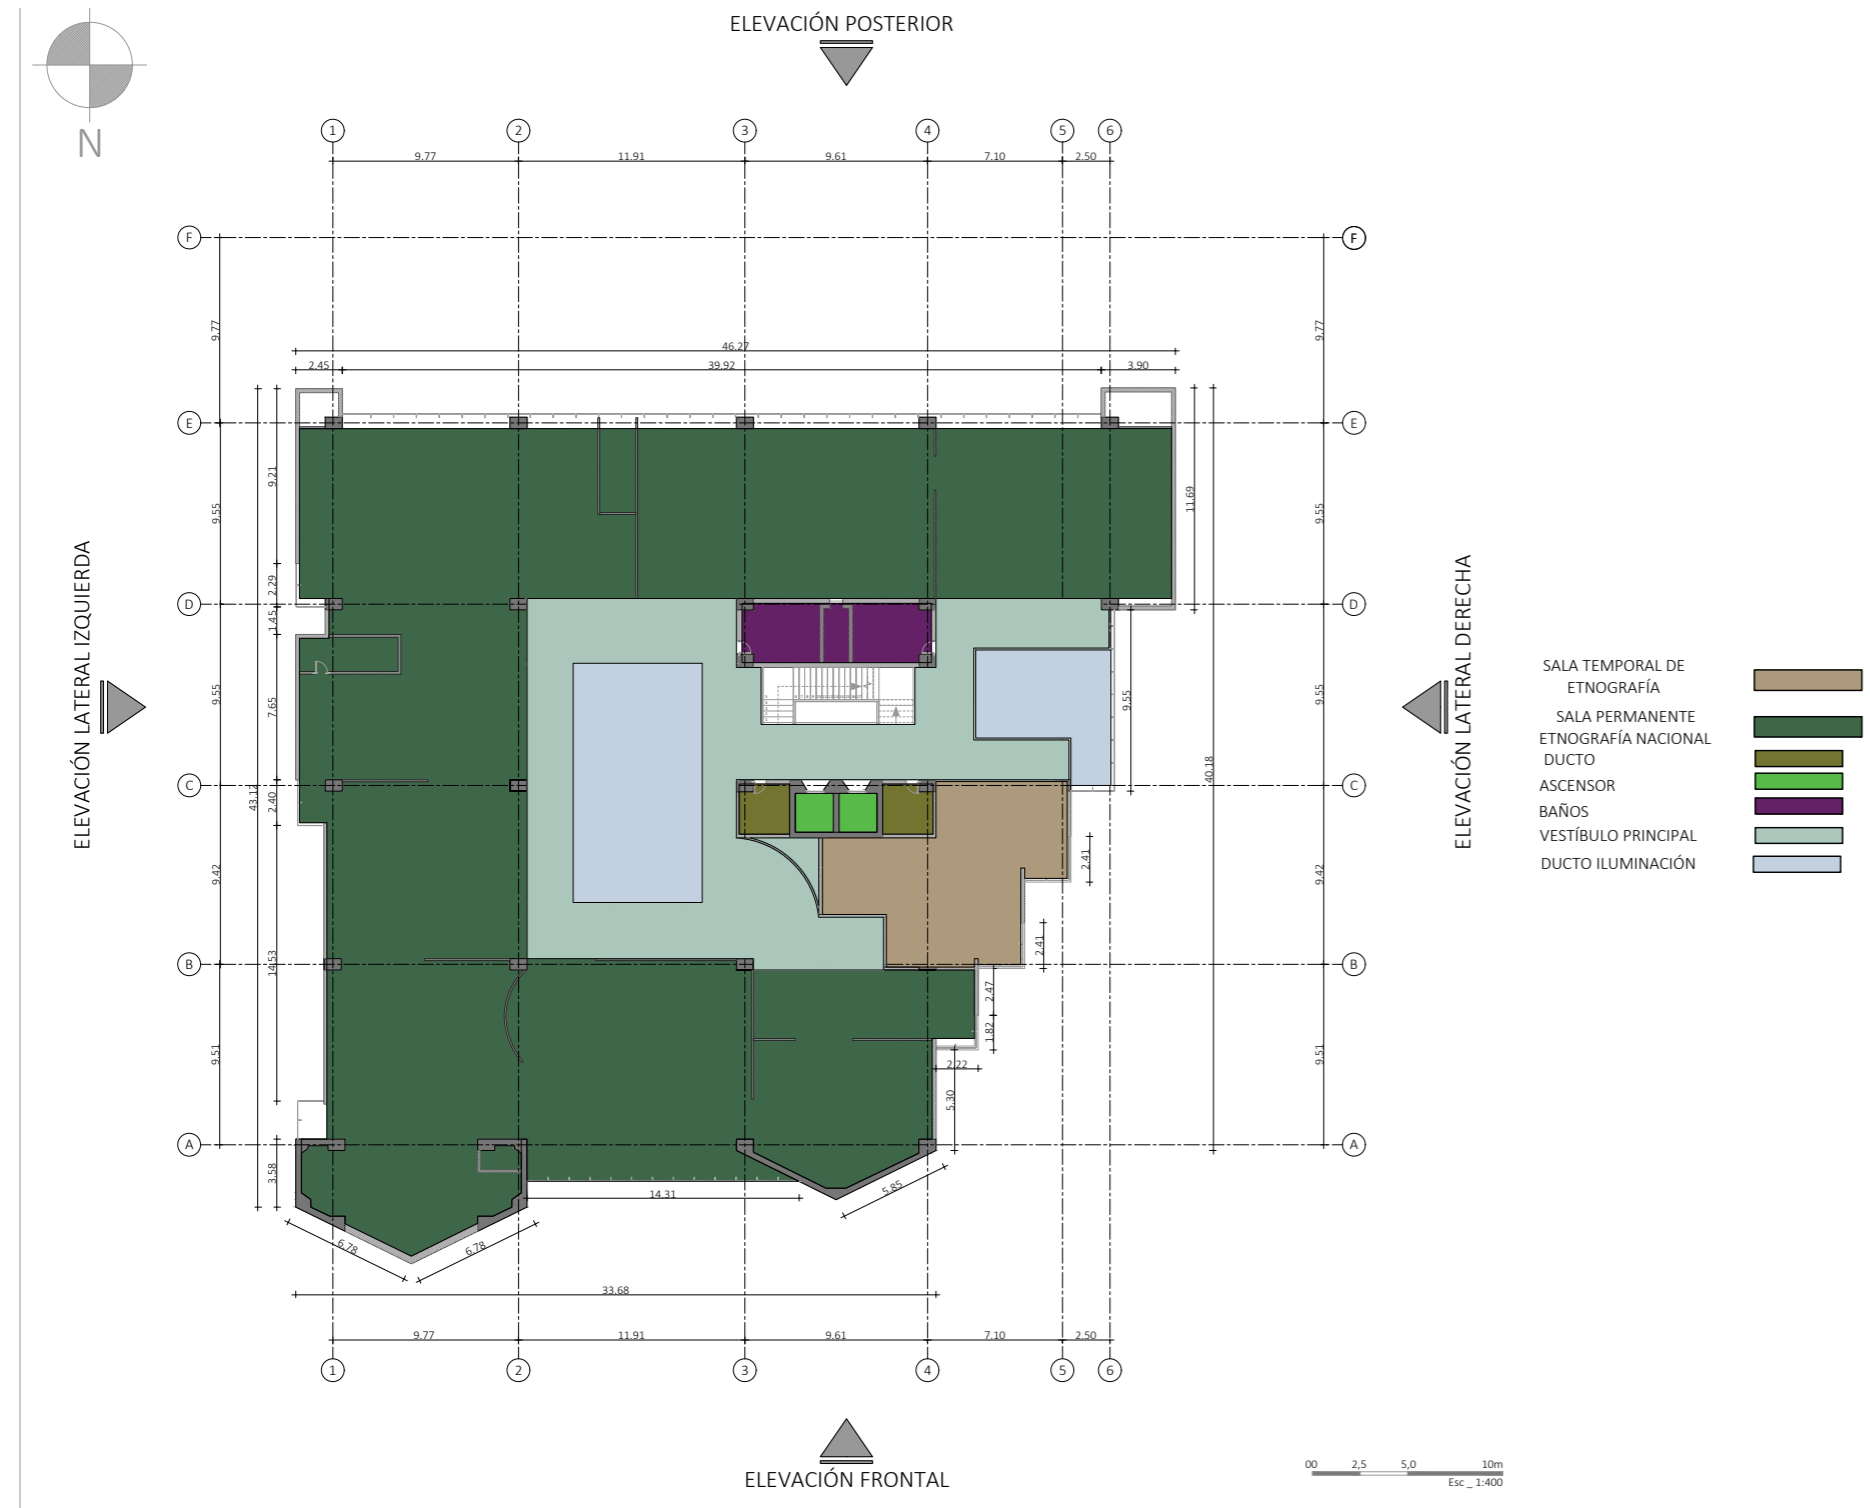 ELEVACIÓN POSTERIOR
N
1 2 3 4 5 6
9.77 11.91 9.61 7.10 2.50
F F
9.77 9.77
46.27
2.45 39.92 3.90
E E
9.21
9.55 11.69 9.55
2.29
D D
1.45
ELEVACIÓN LATERAL IZQUIERDA
ELEVACIÓN LATERAL DERECHA
9.55 7.65 9.55 9.55
43.12 40.18
C C
2.40
9.42 2.41 9.42
2.41
B B
14.53
2.47
1.82
9.51 9.51
2.22
5.30
A A
3.58
14.31
5.85
6.78 6.78
33.68
9.77 11.91 9.61 7.10 2.50
1 2 3 4 5 6
ELEVACIÓN FRONTAL
SALA TEMPORAL DE
ETNOGRAFÍA
SALA PERMANENTE
ETNOGRAFÍA NACIONAL
DUCTO
ASCENSOR
BAÑOS
VESTÍBULO PRINCIPAL
DUCTO ILUMINACIÓN
00 2,5 5,0 10m
Esc_ 1:400